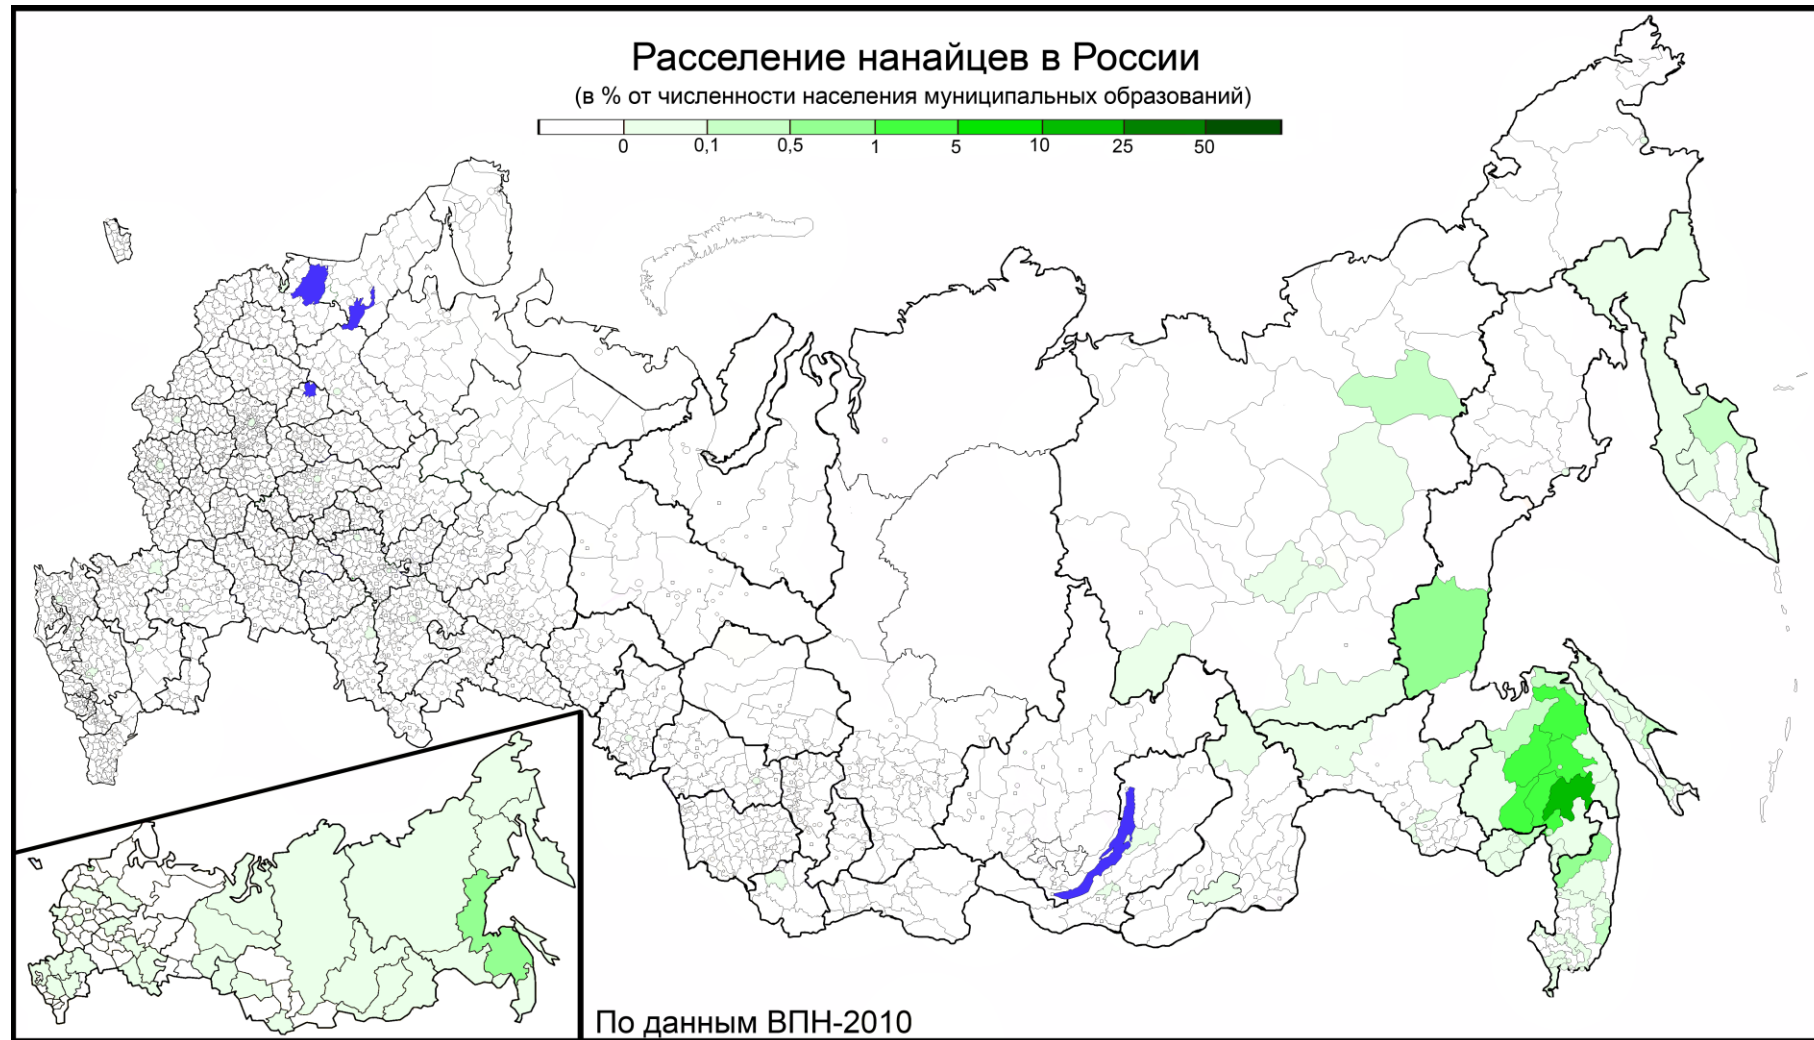 Расселение нанайцев в России
(в % от численности населения муниципальных образований)
0 0,1 0,5 1 5 10 25 50
По данным ВПН-2010